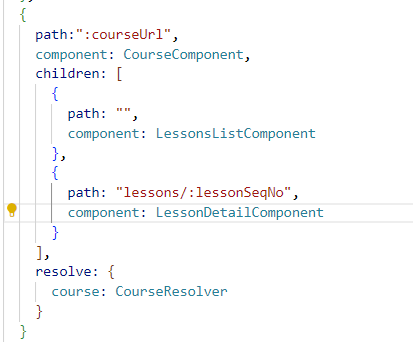 {
path:":courseUrl",
component: CourseComponent,
children: [
{
path: "",
component: LessonsListComponent
},
{
path: "lessons/:lessonSeqNo",
component: LessonDetailComponent
}
],
resolve: {
course: CourseResolver
}
}